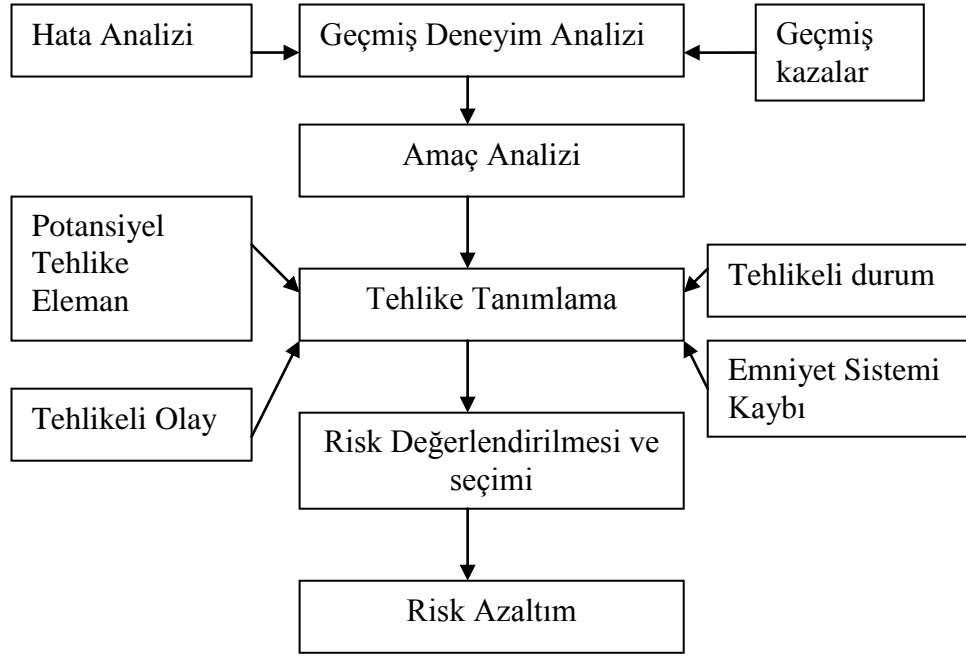 Hata Analizi
Geçmiş Deneyim Analizi
Geçmiş
kazalar
Amaç Analizi
Potansiyel
Tehlike
Eleman
Tehlike Tanımlama
Tehlikeli durum
Tehlikeli Olay
Emniyet Sistemi
Kaybı
Risk Değerlendirilmesi ve
seçimi
Risk Azaltım